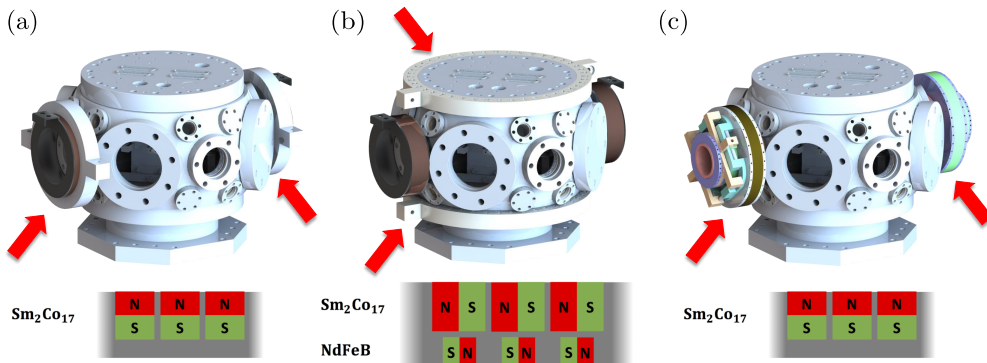 (a) (b) (c)
N N N N S N S N S N N N
Sm₂Co₁₇ S S S Sm₂Co₁₇ Sm₂Co₁₇ S S S
NdFeB S N S N S N